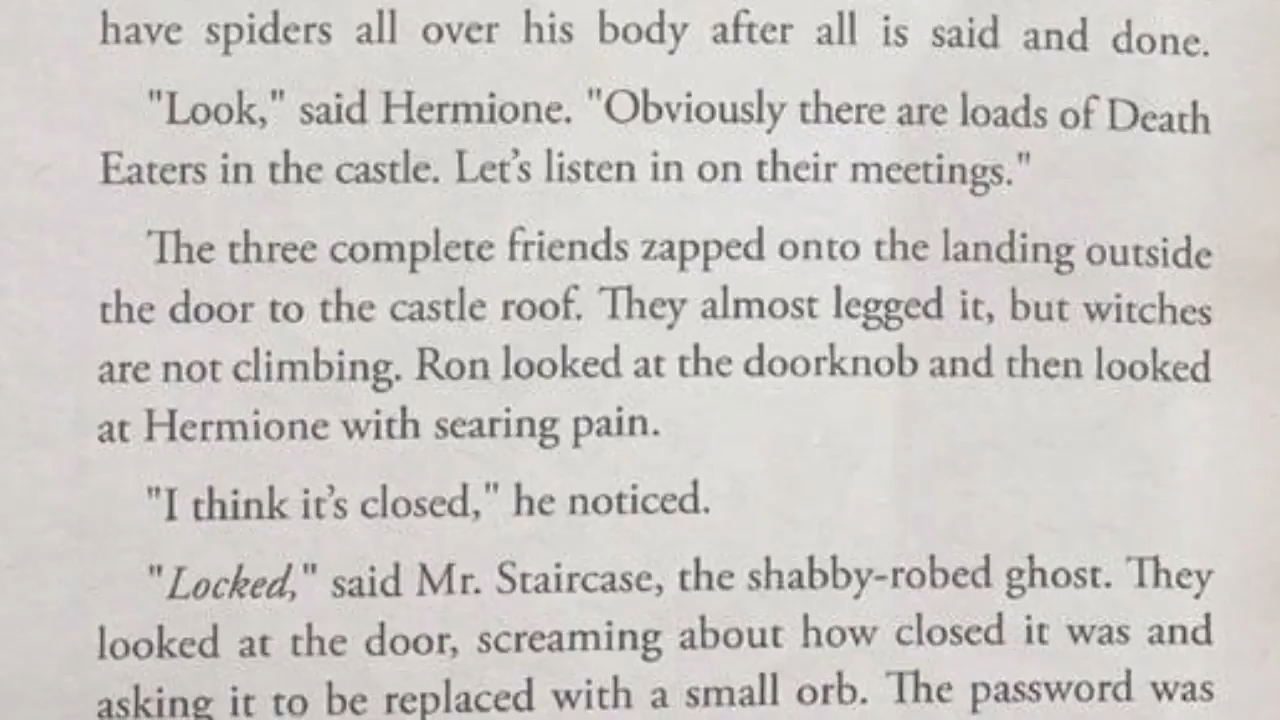 have spiders all over his body after all is said and done.
"Look," said Hermione. "Obviously there are loads of Death
Eaters in the castle. Let's listen in on their meetings."
The three complete friends zapped onto the landing outside
the door to the castle roof. They almost legged it, but witches
are not climbing. Ron looked at the doorknob and then looked
at Hermione with searing pain.
"I think it's closed," he noticed.
"Locked," said Mr. Staircase, the shabby-robed ghost. They
looked at the door, screaming about how closed it was and
asking it to be replaced with a small orb. The password was